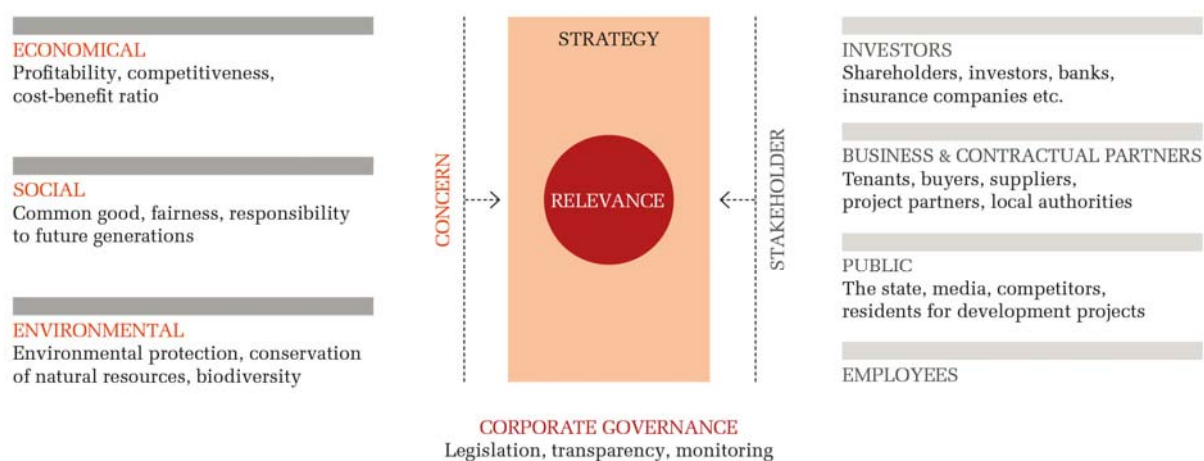 ECONOMICAL
Profitability, competitiveness,
cost-benefit ratio
SOCIAL
Common good, fairness, responsibility
to future generations
ENVIRONMENTAL
Environmental protection, conservation
of natural resources, biodiversity
CONCERN
STRATEGY
RELEVANCE
STAKEHOLDER
INVESTORS
Shareholders, investors, banks,
insurance companies etc.
BUSINESS & CONTRACTUAL PARTNERS
Tenants, buyers, suppliers,
project partners, local authorities
PUBLIC
The state, media, competitors,
residents for development projects
EMPLOYEES
CORPORATE GOVERNANCE
Legislation, transparency, monitoring